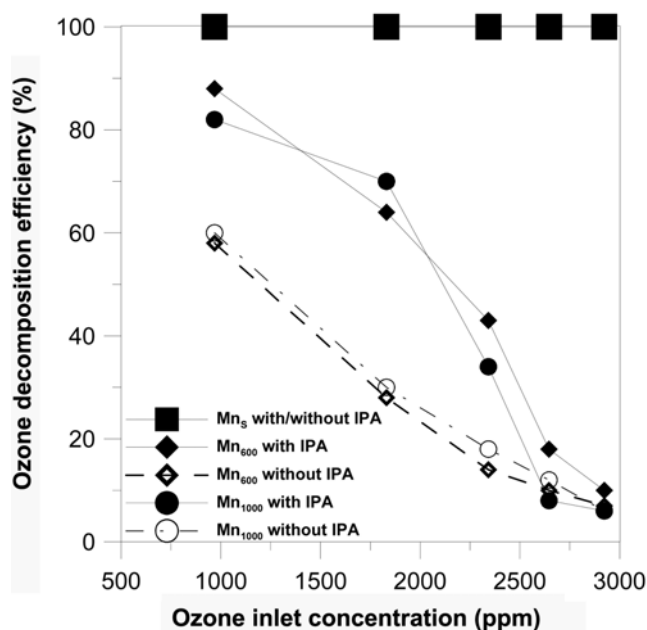 100
80
60
40
20
0
Ozone decomposition efficiency (%)
Mnₛ with/without IPA
Mn₆₀₀ with IPA
Mn₆₀₀ without IPA
Mn₁₀₀₀ with IPA
Mn₁₀₀₀ without IPA
500 1000 1500 2000 2500 3000
Ozone inlet concentration (ppm)